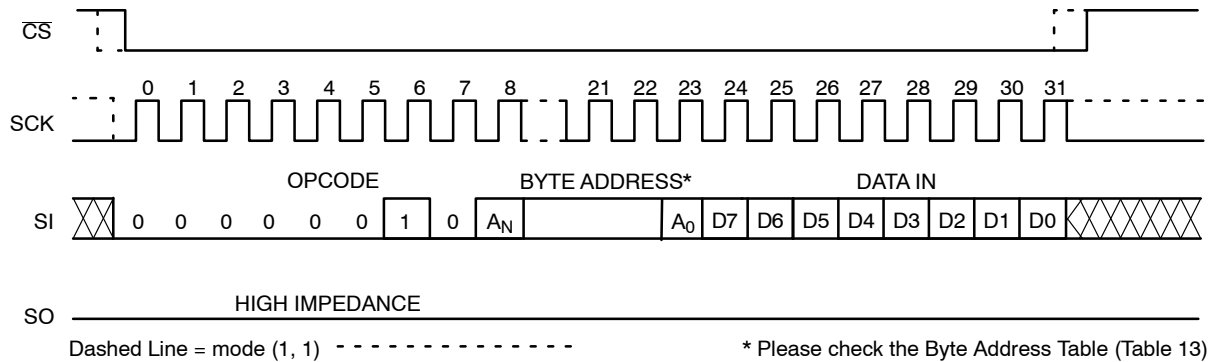 CS
0 1 2 3 4 5 6 7 8 21 22 23 24 25 26 27 28 29 30 31
SCK
OPCODE BYTE ADDRESS* DATA IN
SI 0 0 0 0 0 0 1 0 AN A0 D7 D6 D5 D4 D3 D2 D1 D0
HIGH IMPEDANCE
SO
Dashed Line = mode (1, 1) * Please check the Byte Address Table (Table 13)